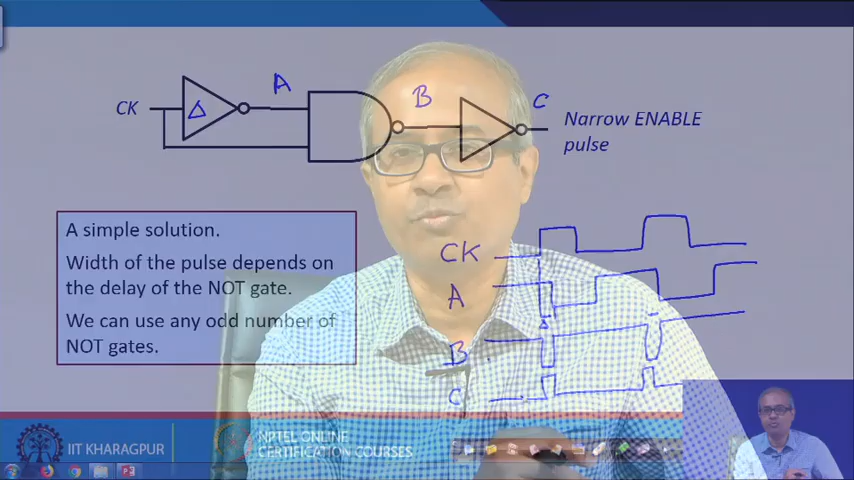 A
B
C
CK
Δ
Narrow ENABLE
pulse
A simple solution.
Width of the pulse depends on
the delay of the NOT gate.
We can use any odd number of
NOT gates.
CK
A
Δ
B
C
IIT KHARAGPUR
NPTEL ONLINE
CERTIFICATION COURSES